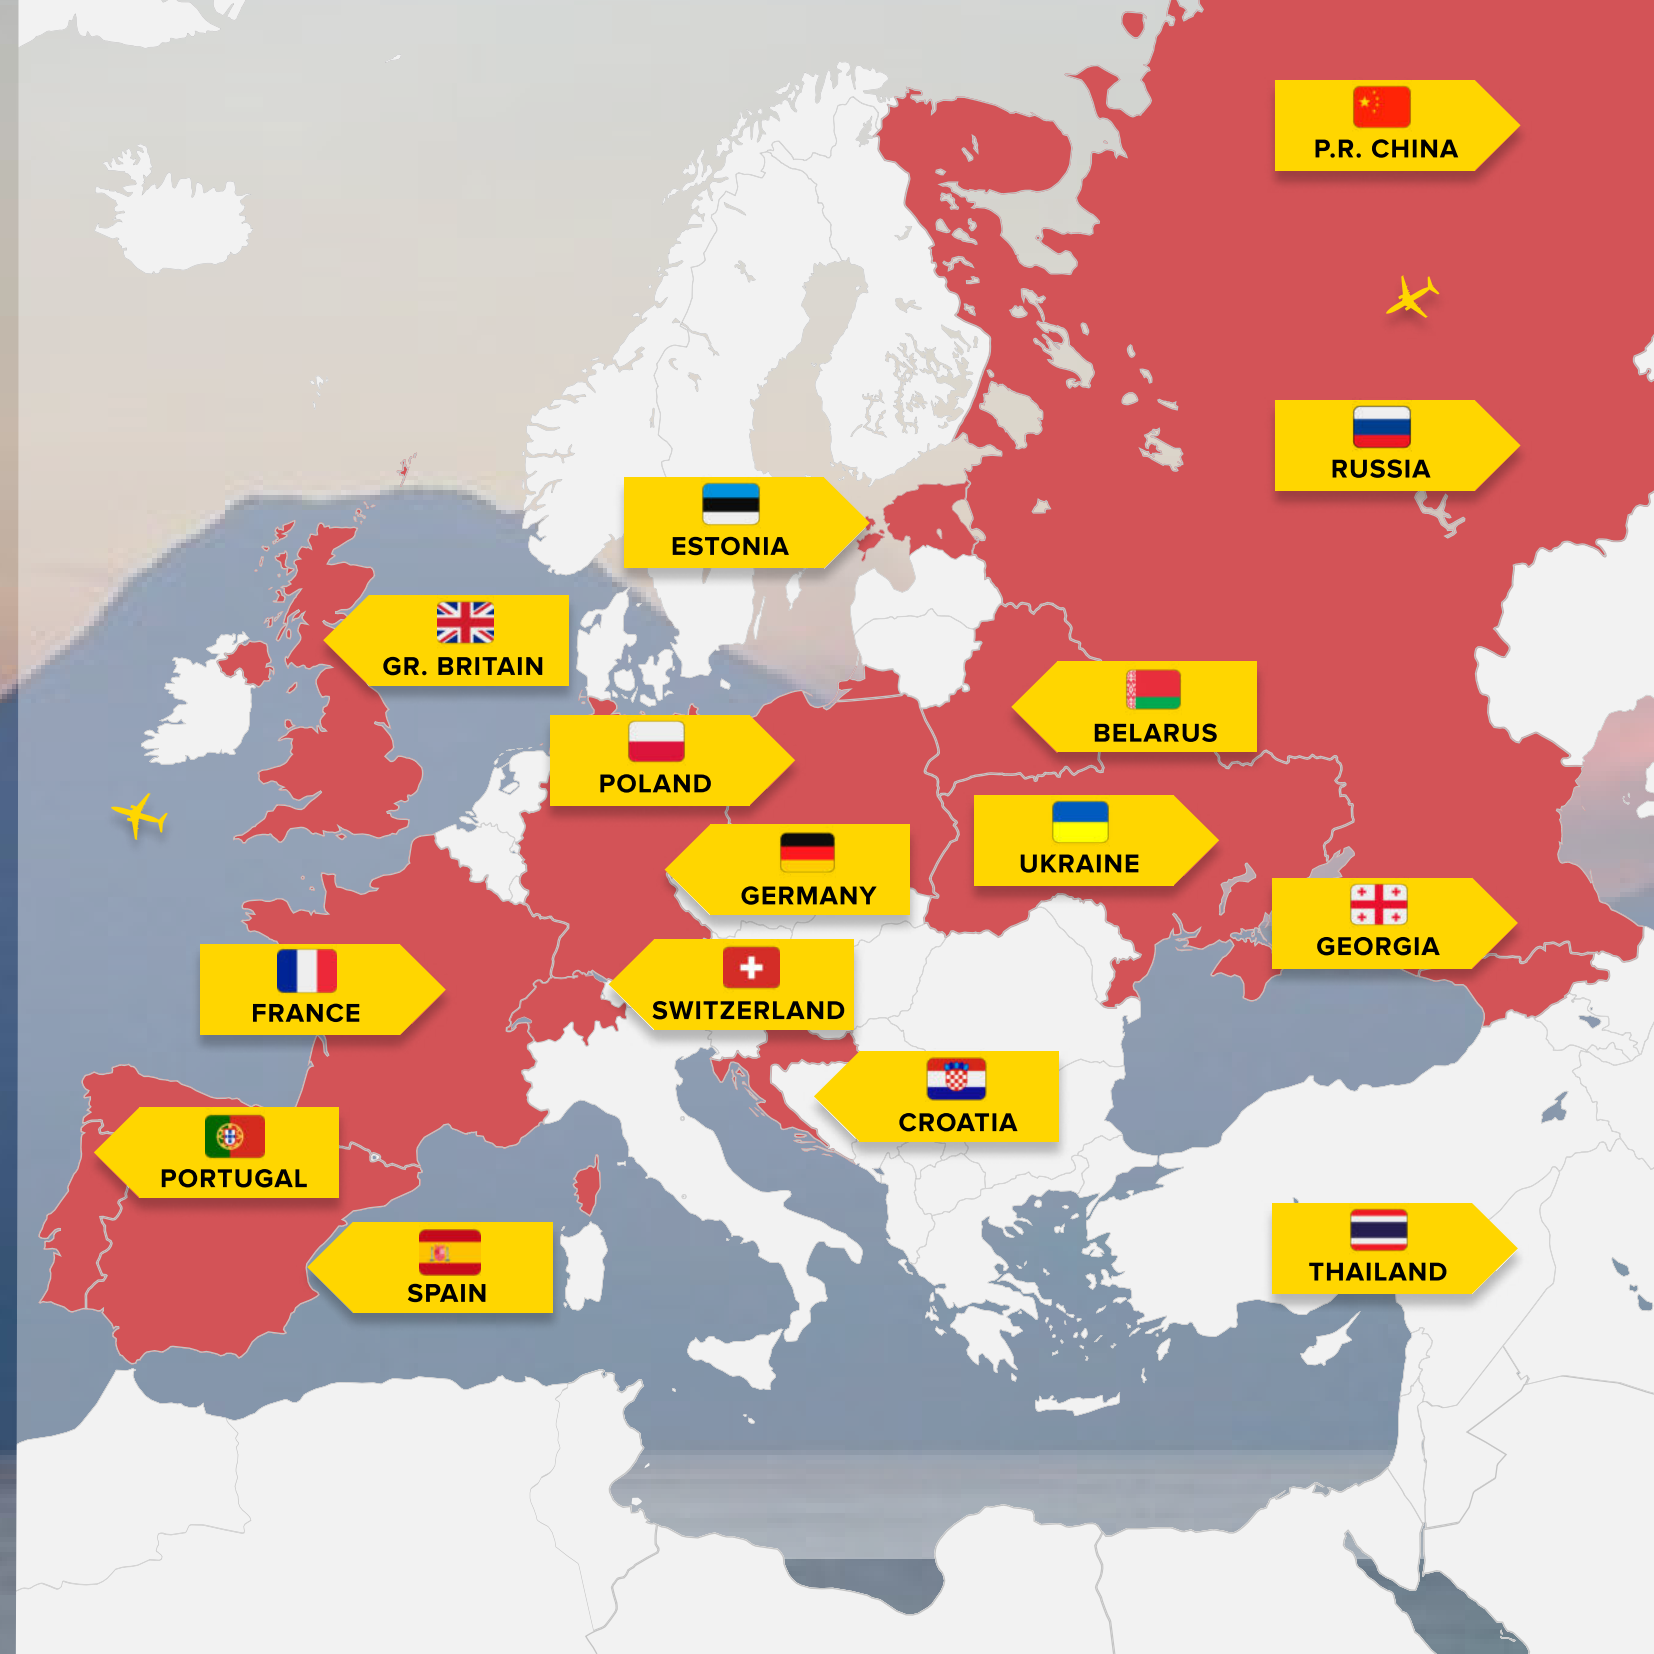 P.R. CHINA
RUSSIA
ESTONIA
GR. BRITAIN
BELARUS
POLAND
UKRAINE
GERMANY
GEORGIA
FRANCE
SWITZERLAND
CROATIA
PORTUGAL
THAILAND
SPAIN